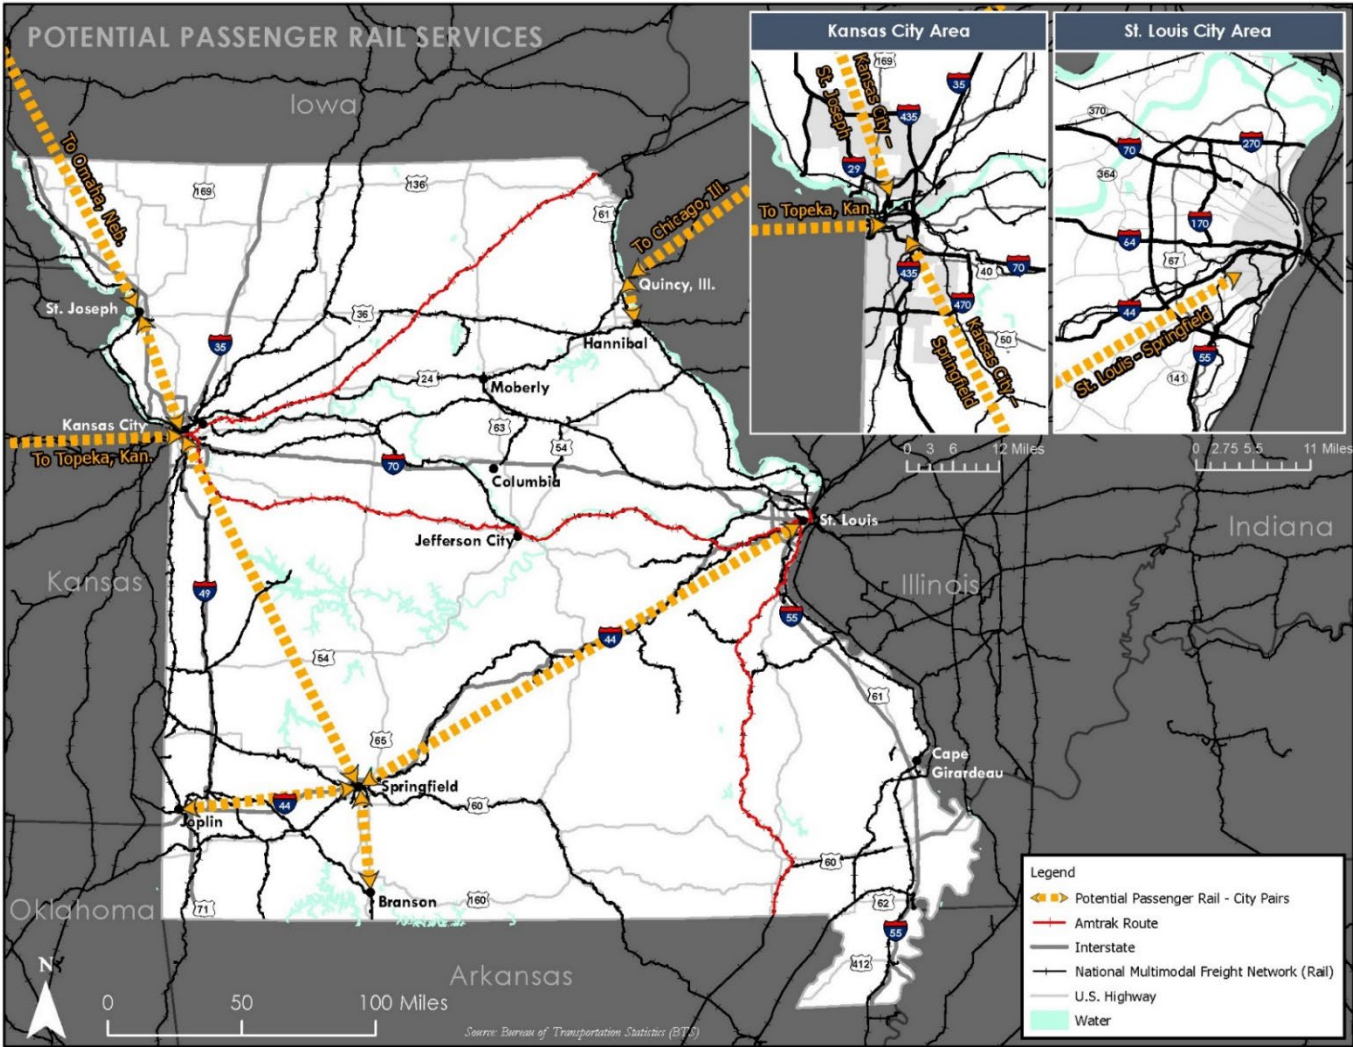 POTENTIAL PASSENGER RAIL SERVICES
Kansas City Area
St. Louis City Area
Iowa
To Omaha, Neb.
169
136
61
To Chicago, Ill.
Quincy, Ill.
St. Joseph
36
35
Hannibal
24
Moberly
Kansas City
63
54
To Topeka, Kan.
70
Columbia
St. Louis
Jefferson City
Indiana
Kansas
Illinois
49
55
44
54
61
65
Cape
Girardeau
Springfield
44
60
Joplin
60
Branson
160
71
62
Oklahoma
55
412
Arkansas
N
0 50 100 Miles
Source: Bureau of Transportation Statistics (BTS)
169
35
Kansas City –
St. Joseph
435
29
To Topeka, Kan.
435
40
70
470
50
Kansas City –
Springfield
0 3 6 12 Miles
370
70
270
364
170
64
67
44
St. Louis - Springfield
55
141
0 2.75 5.5 11 Miles
Legend
Potential Passenger Rail - City Pairs
Amtrak Route
Interstate
National Multimodal Freight Network (Rail)
U.S. Highway
Water